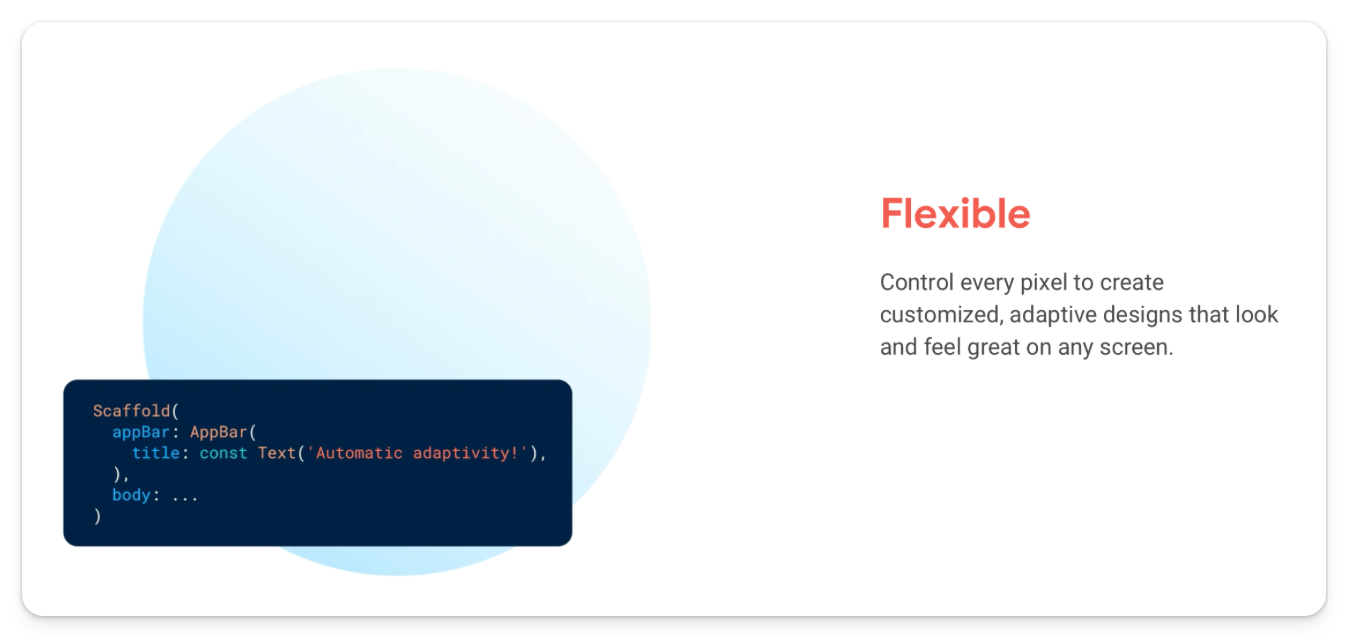 Flexible
Control every pixel to create
customized, adaptive designs that look
and feel great on any screen.
Scaffold(
  appBar: AppBar(
    title: const Text('Automatic adaptivity!'),
  ),
  body: ...
)